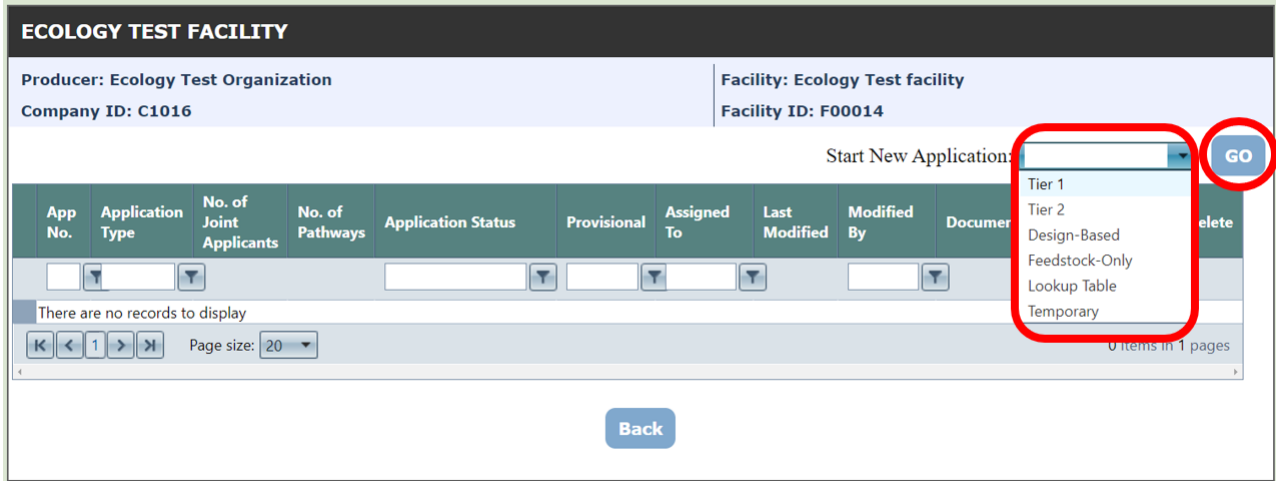 ECOLOGY TEST FACILITY
Producer: Ecology Test Organization
Facility: Ecology Test facility
Company ID: C1016
Facility ID: F00014
Start New Application:
GO
Tier 1
Tier 2
Design-Based
Feedstock-Only
Lookup Table
Temporary
App No.
Application Type
No. of Joint Applicants
No. of Pathways
Application Status
Provisional
Assigned To
Last Modified
Modified By
Documen
elete
There are no records to display
1
Page size: 20
0 items in 1 pages
Back